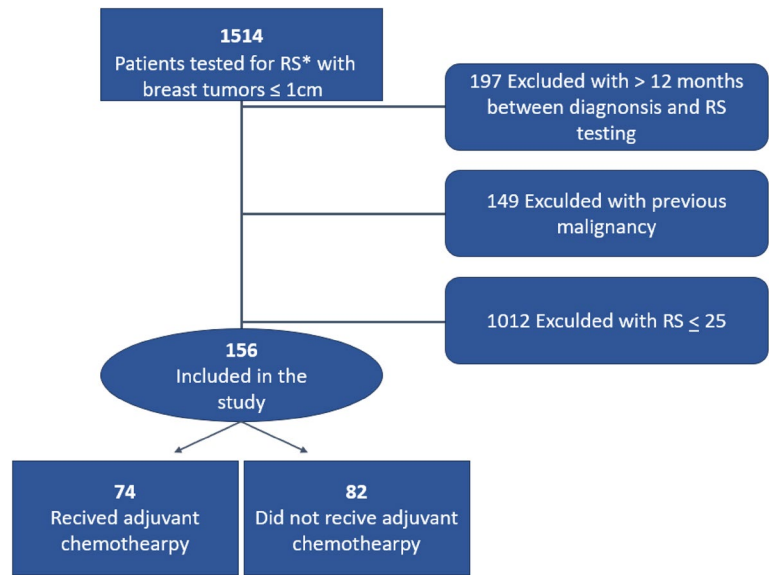 1514
Patients tested for RS* with
breast tumors ≤ 1cm
197 Excluded with > 12 months
between diagnonsis and RS
testing
149 Exculded with previous
malignancy
1012 Exculded with RS ≤ 25
156
Included in the
study
74
Recived adjuvant
chemothearpy
82
Did not recive adjuvant
chemotherapy